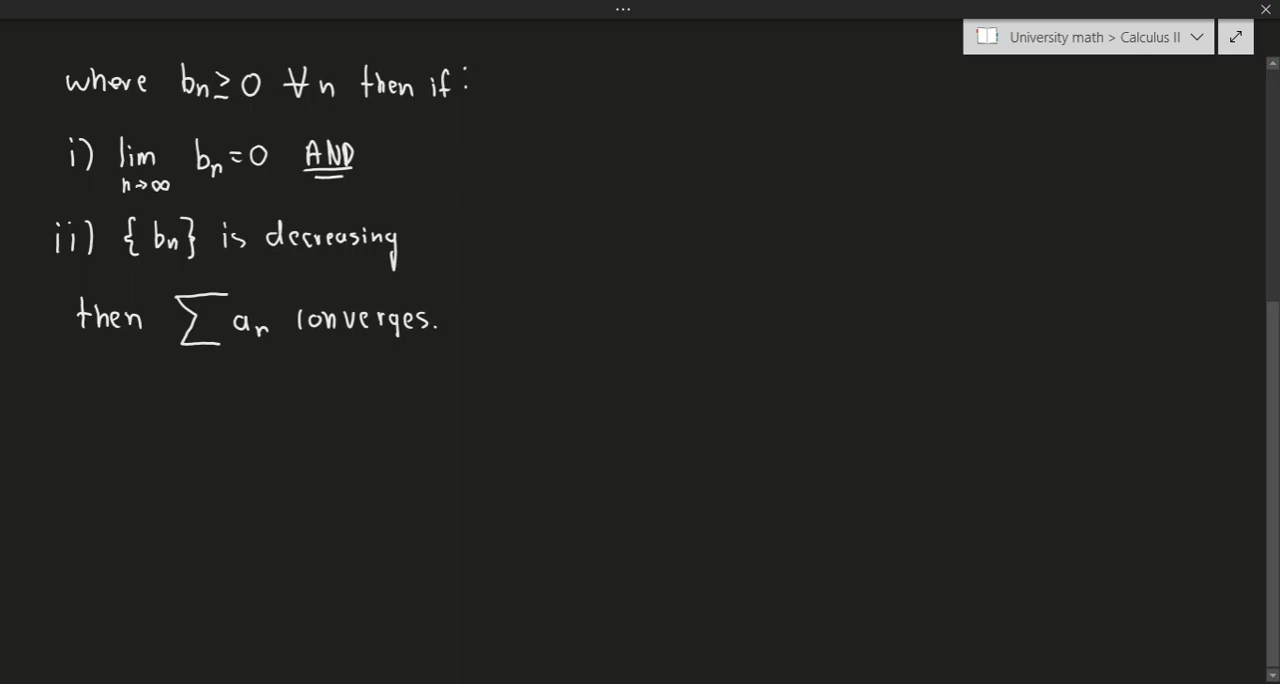 ...
University math > Calculus II
where bₙ ≥ 0 ∀n then if:
i) lim bₙ = 0 AND
n→∞
ii) {bₙ} is decreasing
then ∑ aₙ converges.